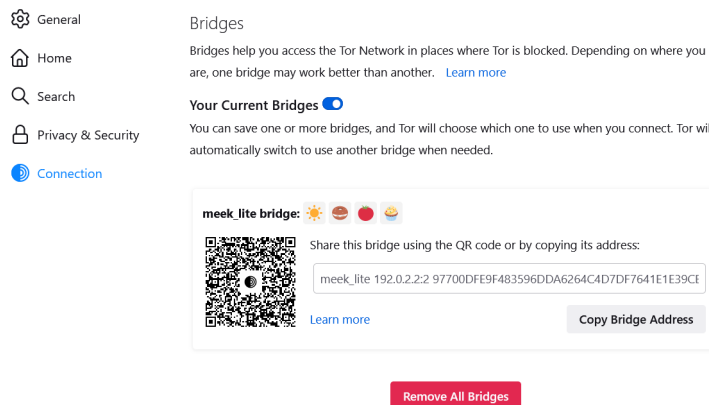 General
Home
Search
Privacy & Security
Connection
Bridges
Bridges help you access the Tor Network in places where Tor is blocked. Depending on where you
are, one bridge may work better than another. Learn more
Your Current Bridges
You can save one or more bridges, and Tor will choose which one to use when you connect. Tor wil
automatically switch to use another bridge when needed.
meek_lite bridge:
Share this bridge using the QR code or by copying its address:
meek_lite 192.0.2.2:2 97700DFE9F483596DDA6264C4D7DF7641E1E39CE
Learn more
Copy Bridge Address
Remove All Bridges